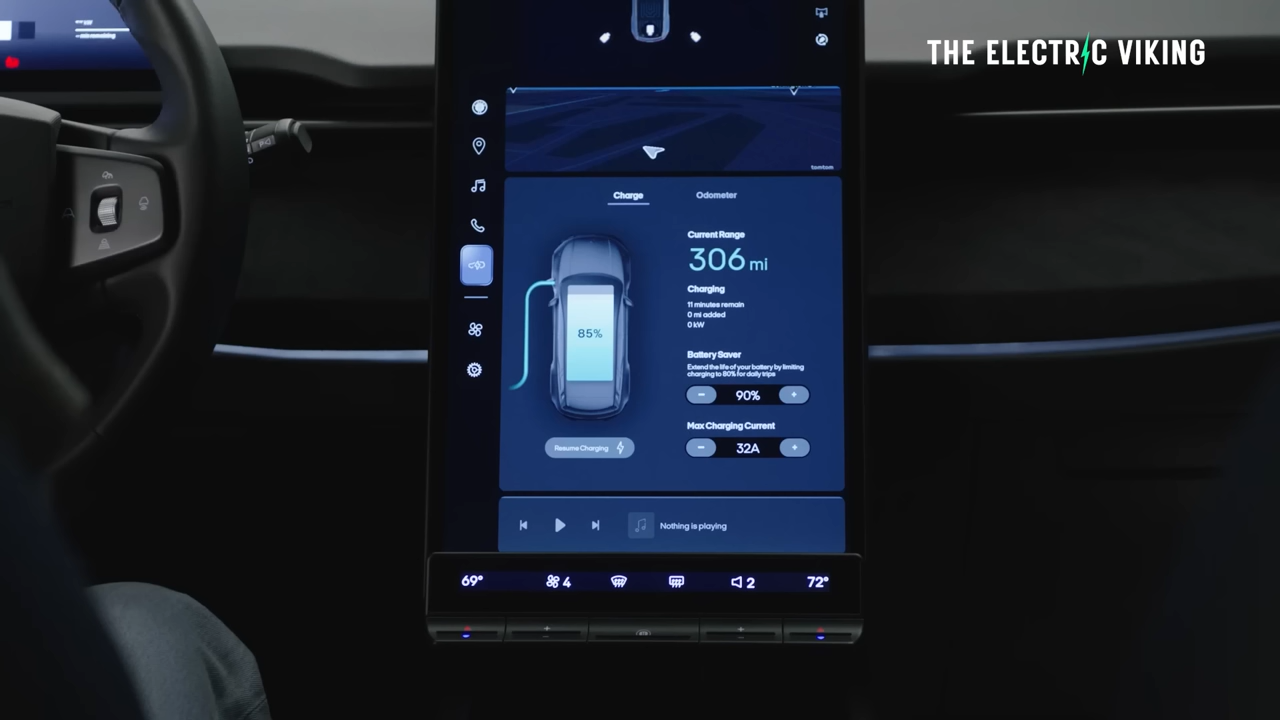 THE ELECTRIC VIKING
min remaining
tomtom
Charge
Odometer
Current Range
306 mi
Charging
11 minutes remain
0 mi added
0 kW
85%
Battery Saver
Extend the life of your battery by limiting
charging to 80% for daily trips
90%
Max Charging Current
32A
Resume Charging
Nothing is playing
69°
4
2
72°